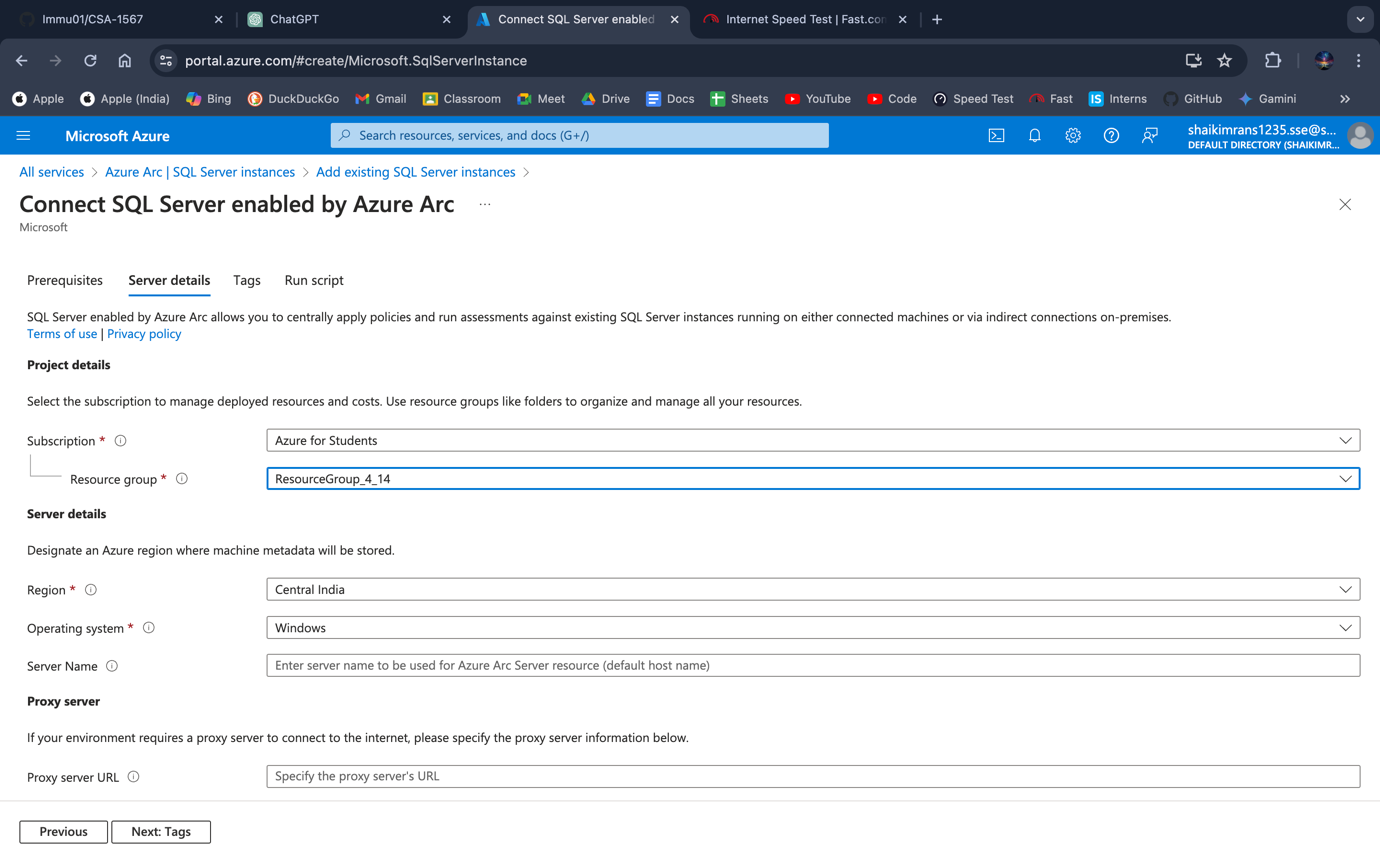 Immu01/CSA-1567
ChatGPT
Connect SQL Server enabled
Internet Speed Test | Fast.con
portal.azure.com/#create/Microsoft.SqlServerInstance
Apple Apple (India) Bing DuckDuckGo Gmail Classroom Meet Drive Docs Sheets YouTube Code Speed Test Fast IS Interns GitHub Gamini
Microsoft Azure
Search resources, services, and docs (G+/)
shaikimrans1235.sse@s...
DEFAULT DIRECTORY (SHAIKIMR...
All services > Azure Arc | SQL Server instances > Add existing SQL Server instances >
Connect SQL Server enabled by Azure Arc ...
Microsoft
Prerequisites Server details Tags Run script
SQL Server enabled by Azure Arc allows you to centrally apply policies and run assessments against existing SQL Server instances running on either connected machines or via indirect connections on-premises.
Terms of use | Privacy policy
Project details
Select the subscription to manage deployed resources and costs. Use resource groups like folders to organize and manage all your resources.
Subscription * Azure for Students
Resource group * ResourceGroup_4_14
Server details
Designate an Azure region where machine metadata will be stored.
Region * Central India
Operating system * Windows
Server Name Enter server name to be used for Azure Arc Server resource (default host name)
Proxy server
If your environment requires a proxy server to connect to the internet, please specify the proxy server information below.
Proxy server URL Specify the proxy server's URL
Previous Next: Tags